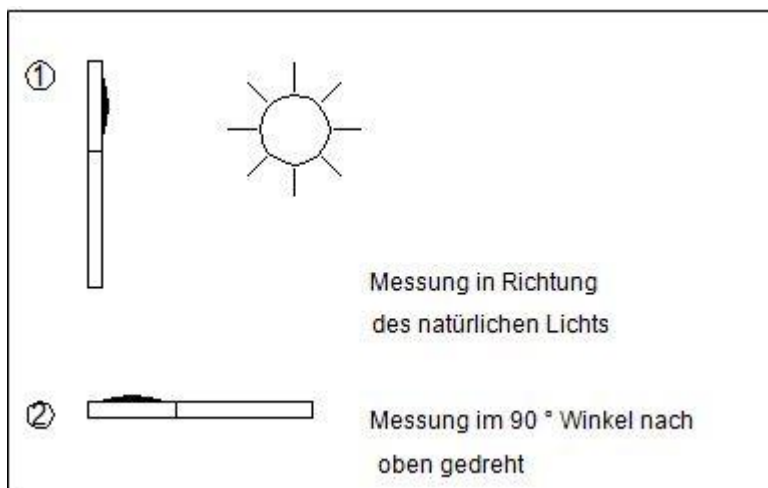 ①
Messung in Richtung
des natürlichen Lichts
②
Messung im 90 ° Winkel nach
oben gedreht